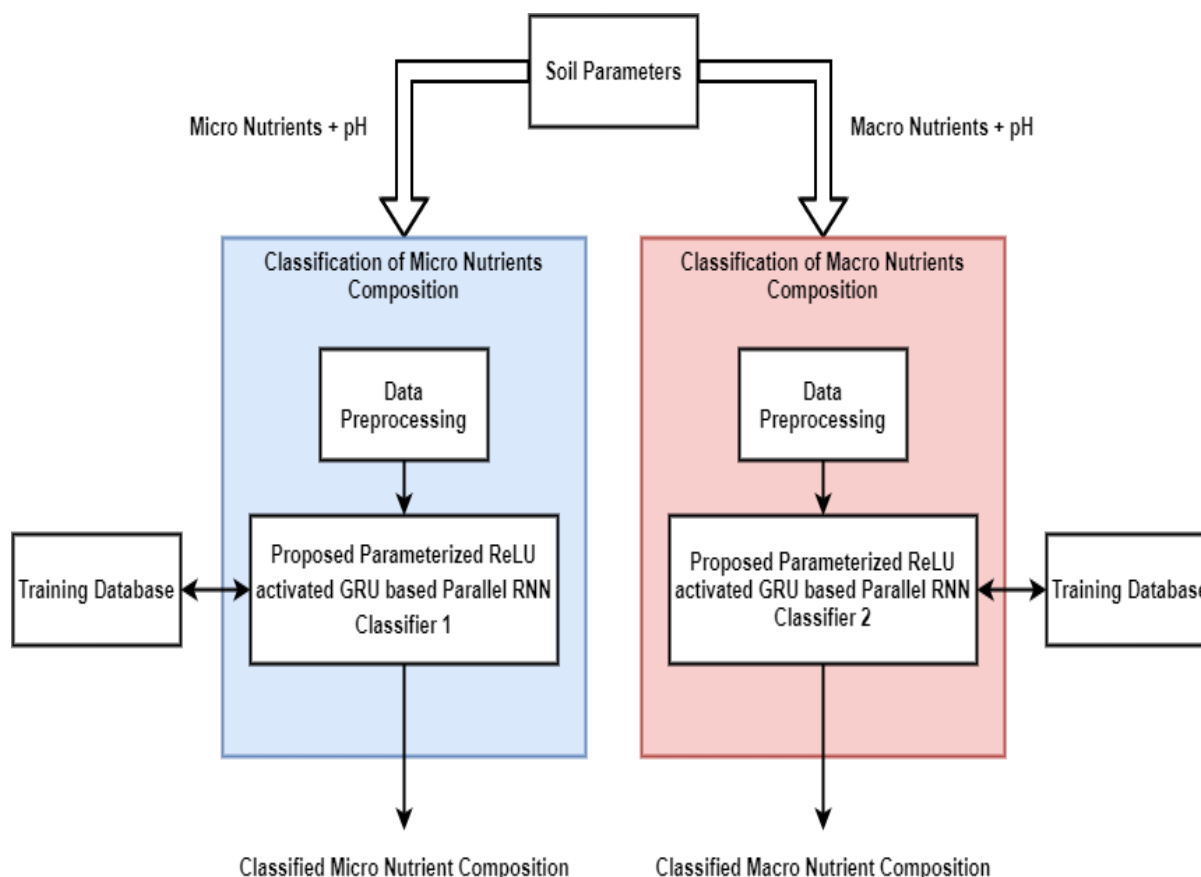 Soil Parameters
Micro Nutrients + pH
Macro Nutrients + pH
Classification of Micro Nutrients
Composition
Classification of Macro Nutrients
Composition
Data
Preprocessing
Data
Preprocessing
Training Database
Proposed Parameterized ReLU
activated GRU based Parallel RNN
Classifier 1
Proposed Parameterized ReLU
activated GRU based Parallel RNN
Classifier 2
Training Database
Classified Micro Nutrient Composition
Classified Macro Nutrient Composition